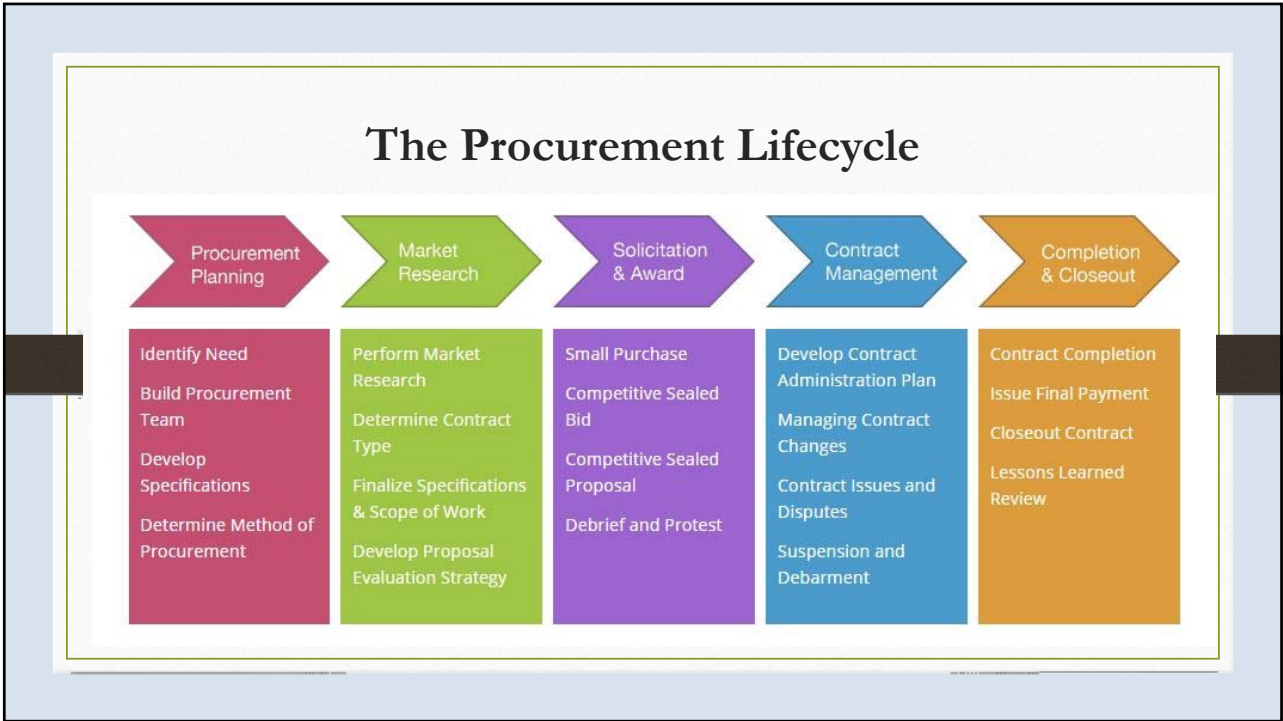 The Procurement Lifecycle
Procurement
Planning
Market
Research
Solicitation
& Award
Contract
Management
Completion
& Closeout
Identify Need
Build Procurement
Team
Develop
Specifications
Determine Method of
Procurement
Perform Market
Research
Determine Contract
Type
Finalize Specifications
& Scope of Work
Develop Proposal
Evaluation Strategy
Small Purchase
Competitive Sealed
Bid
Competitive Sealed
Proposal
Debrief and Protest
Develop Contract
Administration Plan
Managing Contract
Changes
Contract Issues and
Disputes
Suspension and
Debarment
Contract Completion
Issue Final Payment
Closeout Contract
Lessons Learned
Review